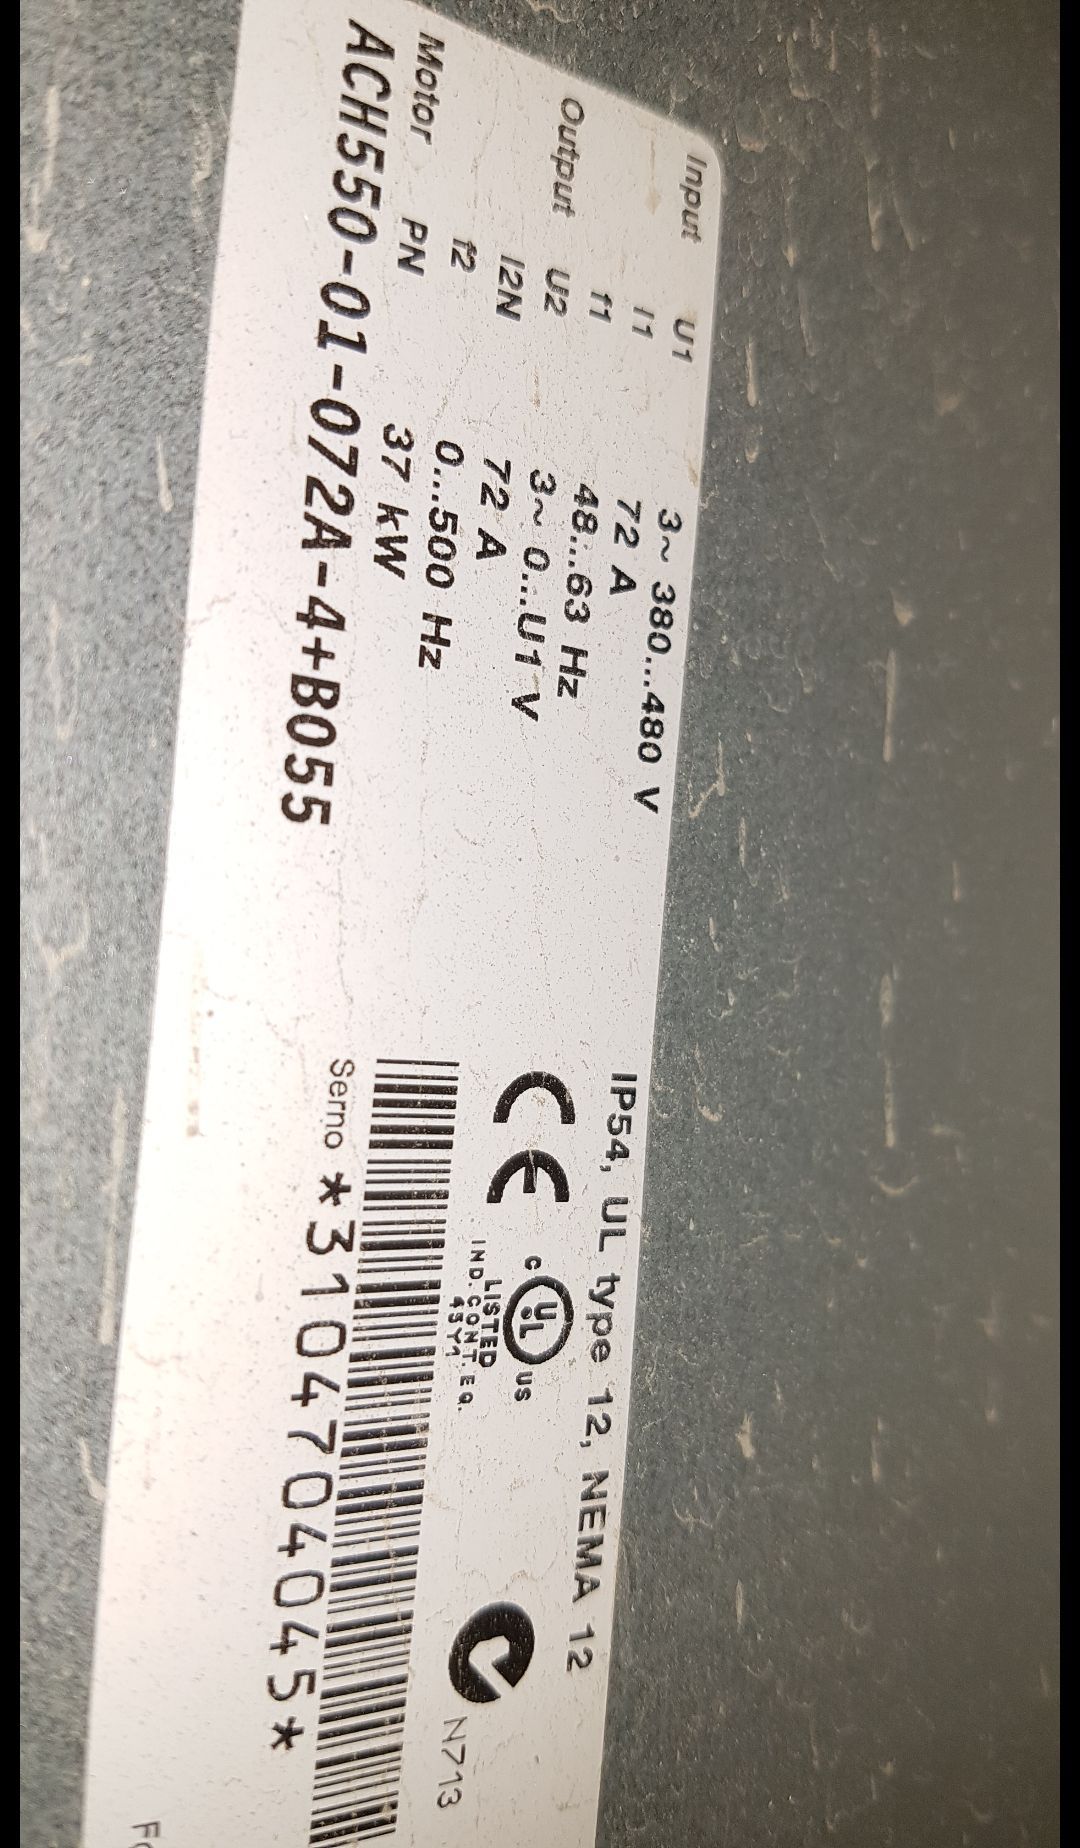 Input U1 3~ 380...480 V
I1 72 A
f1 48...63 Hz
Output U2 3~ 0...U1 V
I2N 72 A
f2 0...500 Hz
Motor PN 37 kW
ACH550-01-072A-4+B055
IP54, UL type 12, NEMA 12
CE
C UL US
LISTED
IND.CONT.EQ.
45Y1
N713
Serno *3104704045*